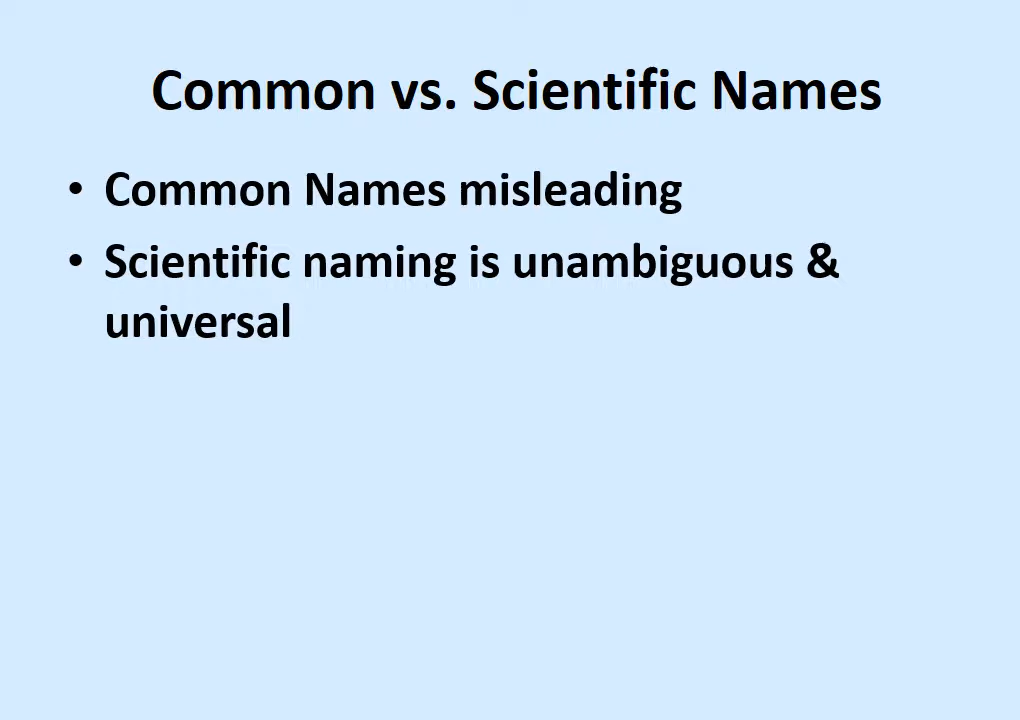 Common vs. Scientific Names
• Common Names misleading
• Scientific naming is unambiguous &
universal